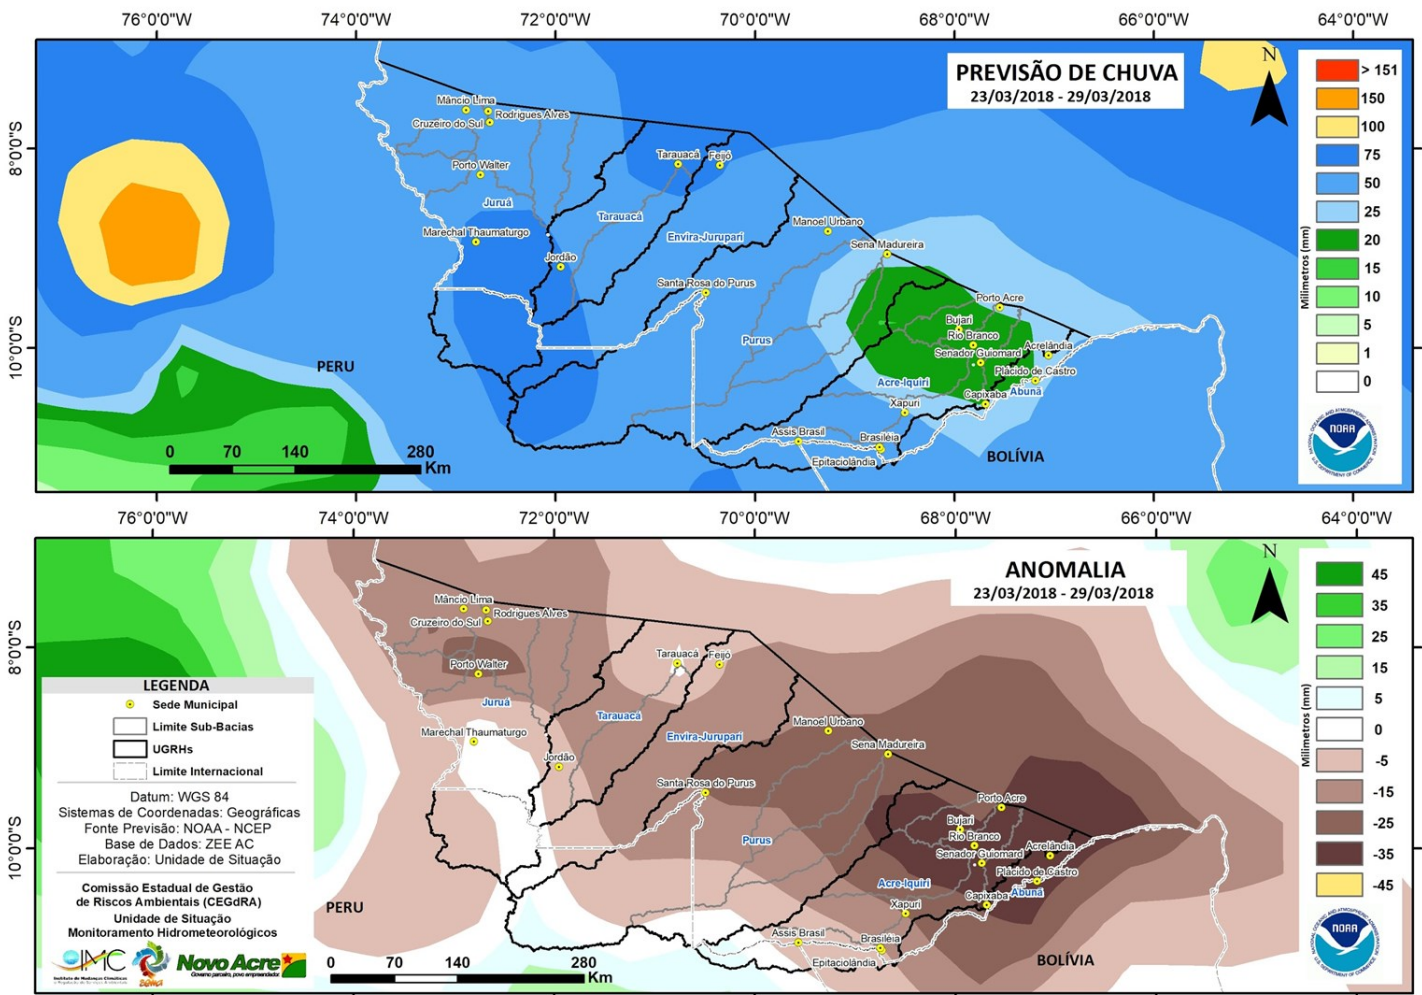 76°0'0"W 74°0'0"W 72°0'0"W 70°0'0"W 68°0'0"W 66°0'0"W 64°0'0"W
PREVISÃO DE CHUVA
23/03/2018 - 29/03/2018
N
8°0'0"S
10°0'0"S
Mâncio Lima
Rodrigues Alves
Cruzeiro do Sul
Porto Walter
Juruá
Marechal Thaumaturgo
Jordão
Tarauacá
Feijó
Tarauacá
Envira-Jurupari
Manoel Urbano
Sena Madureira
Santa Rosa do Purus
Purus
Porto Acre
Bujari
Rio Branco
Senador Guiomard
Acrelândia
Plácido de Castro
Acre-Iquiri
Abunã
Capixaba
Xapuri
Assis Brasil
Brasiléia
Epitaciolândia
PERU
BOLÍVIA
0 70 140 280
Km
Milímetros (mm)
> 151
150
100
75
50
25
20
15
10
5
1
0
NOAA
76°0'0"W 74°0'0"W 72°0'0"W 70°0'0"W 68°0'0"W 66°0'0"W 64°0'0"W
ANOMALIA
23/03/2018 - 29/03/2018
N
8°0'0"S
10°0'0"S
Mâncio Lima
Rodrigues Alves
Cruzeiro do Sul
Porto Walter
Juruá
Marechal Thaumaturgo
Jordão
Tarauacá
Feijó
Tarauacá
Envira-Jurupari
Manoel Urbano
Sena Madureira
Santa Rosa do Purus
Purus
Porto Acre
Bujari
Rio Branco
Senador Guiomard
Acrelândia
Plácido de Castro
Acre-Iquiri
Abunã
Capixaba
Xapuri
Assis Brasil
Brasiléia
Epitaciolândia
PERU
BOLÍVIA
0 70 140 280
Km
Milímetros (mm)
45
35
25
15
5
0
-5
-15
-25
-35
-45
NOAA
LEGENDA
Sede Municipal
Limite Sub-Bacias
UGRHs
Limite Internacional
Datum: WGS 84
Sistemas de Coordenadas: Geográficas
Fonte Previsão: NOAA - NCEP
Base de Dados: ZEE AC
Elaboração: Unidade de Situação
Comissão Estadual de Gestão
de Riscos Ambientais (CEGdRA)
Unidade de Situação
Monitoramento Hidrometeorológicos
IMC
Novo Acre
Governo parceiro, povo empreendedor